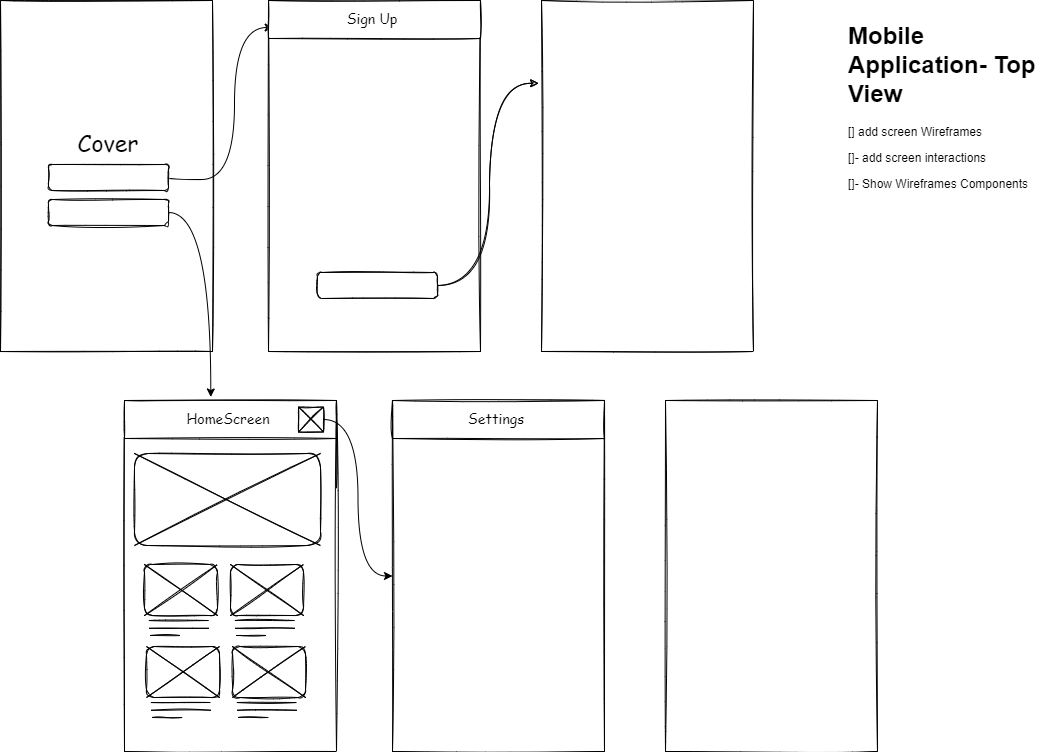 Sign Up
Cover
Mobile
Application- Top
View
[] add screen Wireframes
[]- add screen interactions
[]- Show Wireframes Components
HomeScreen
Settings